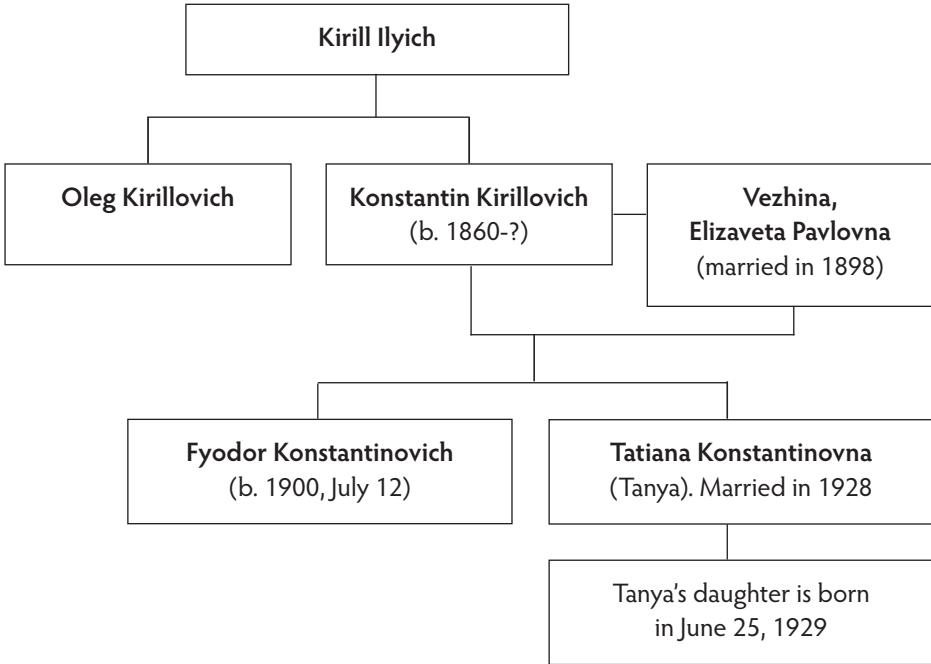 Kirill Ilyich
Oleg Kirillovich
Konstantin Kirillovich
(b. 1860-?)
Vezhina,
Elizaveta Pavlovna
(married in 1898)
Fyodor Konstantinovich
(b. 1900, July 12)
Tatiana Konstantinovna
(Tanya). Married in 1928
Tanya's daughter is born
in June 25, 1929